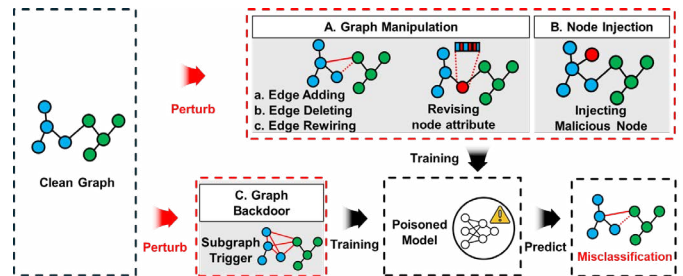 A. Graph Manipulation
B. Node Injection
a. Edge Adding
b. Edge Deleting
c. Edge Rewiring
Revising
node attribute
Injecting
Malicious Node
Perturb
Clean Graph
Training
C. Graph
Backdoor
Subgraph
Trigger
Perturb
Training
Poisoned
Model
Predict
Misclassification